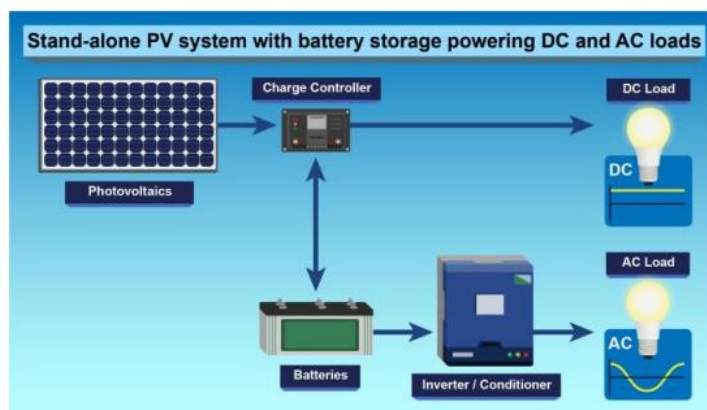 Stand-alone PV system with battery storage powering DC and AC loads
Charge Controller
DC Load
Photovoltaics
DC
AC Load
AC
Batteries
Inverter / Conditioner